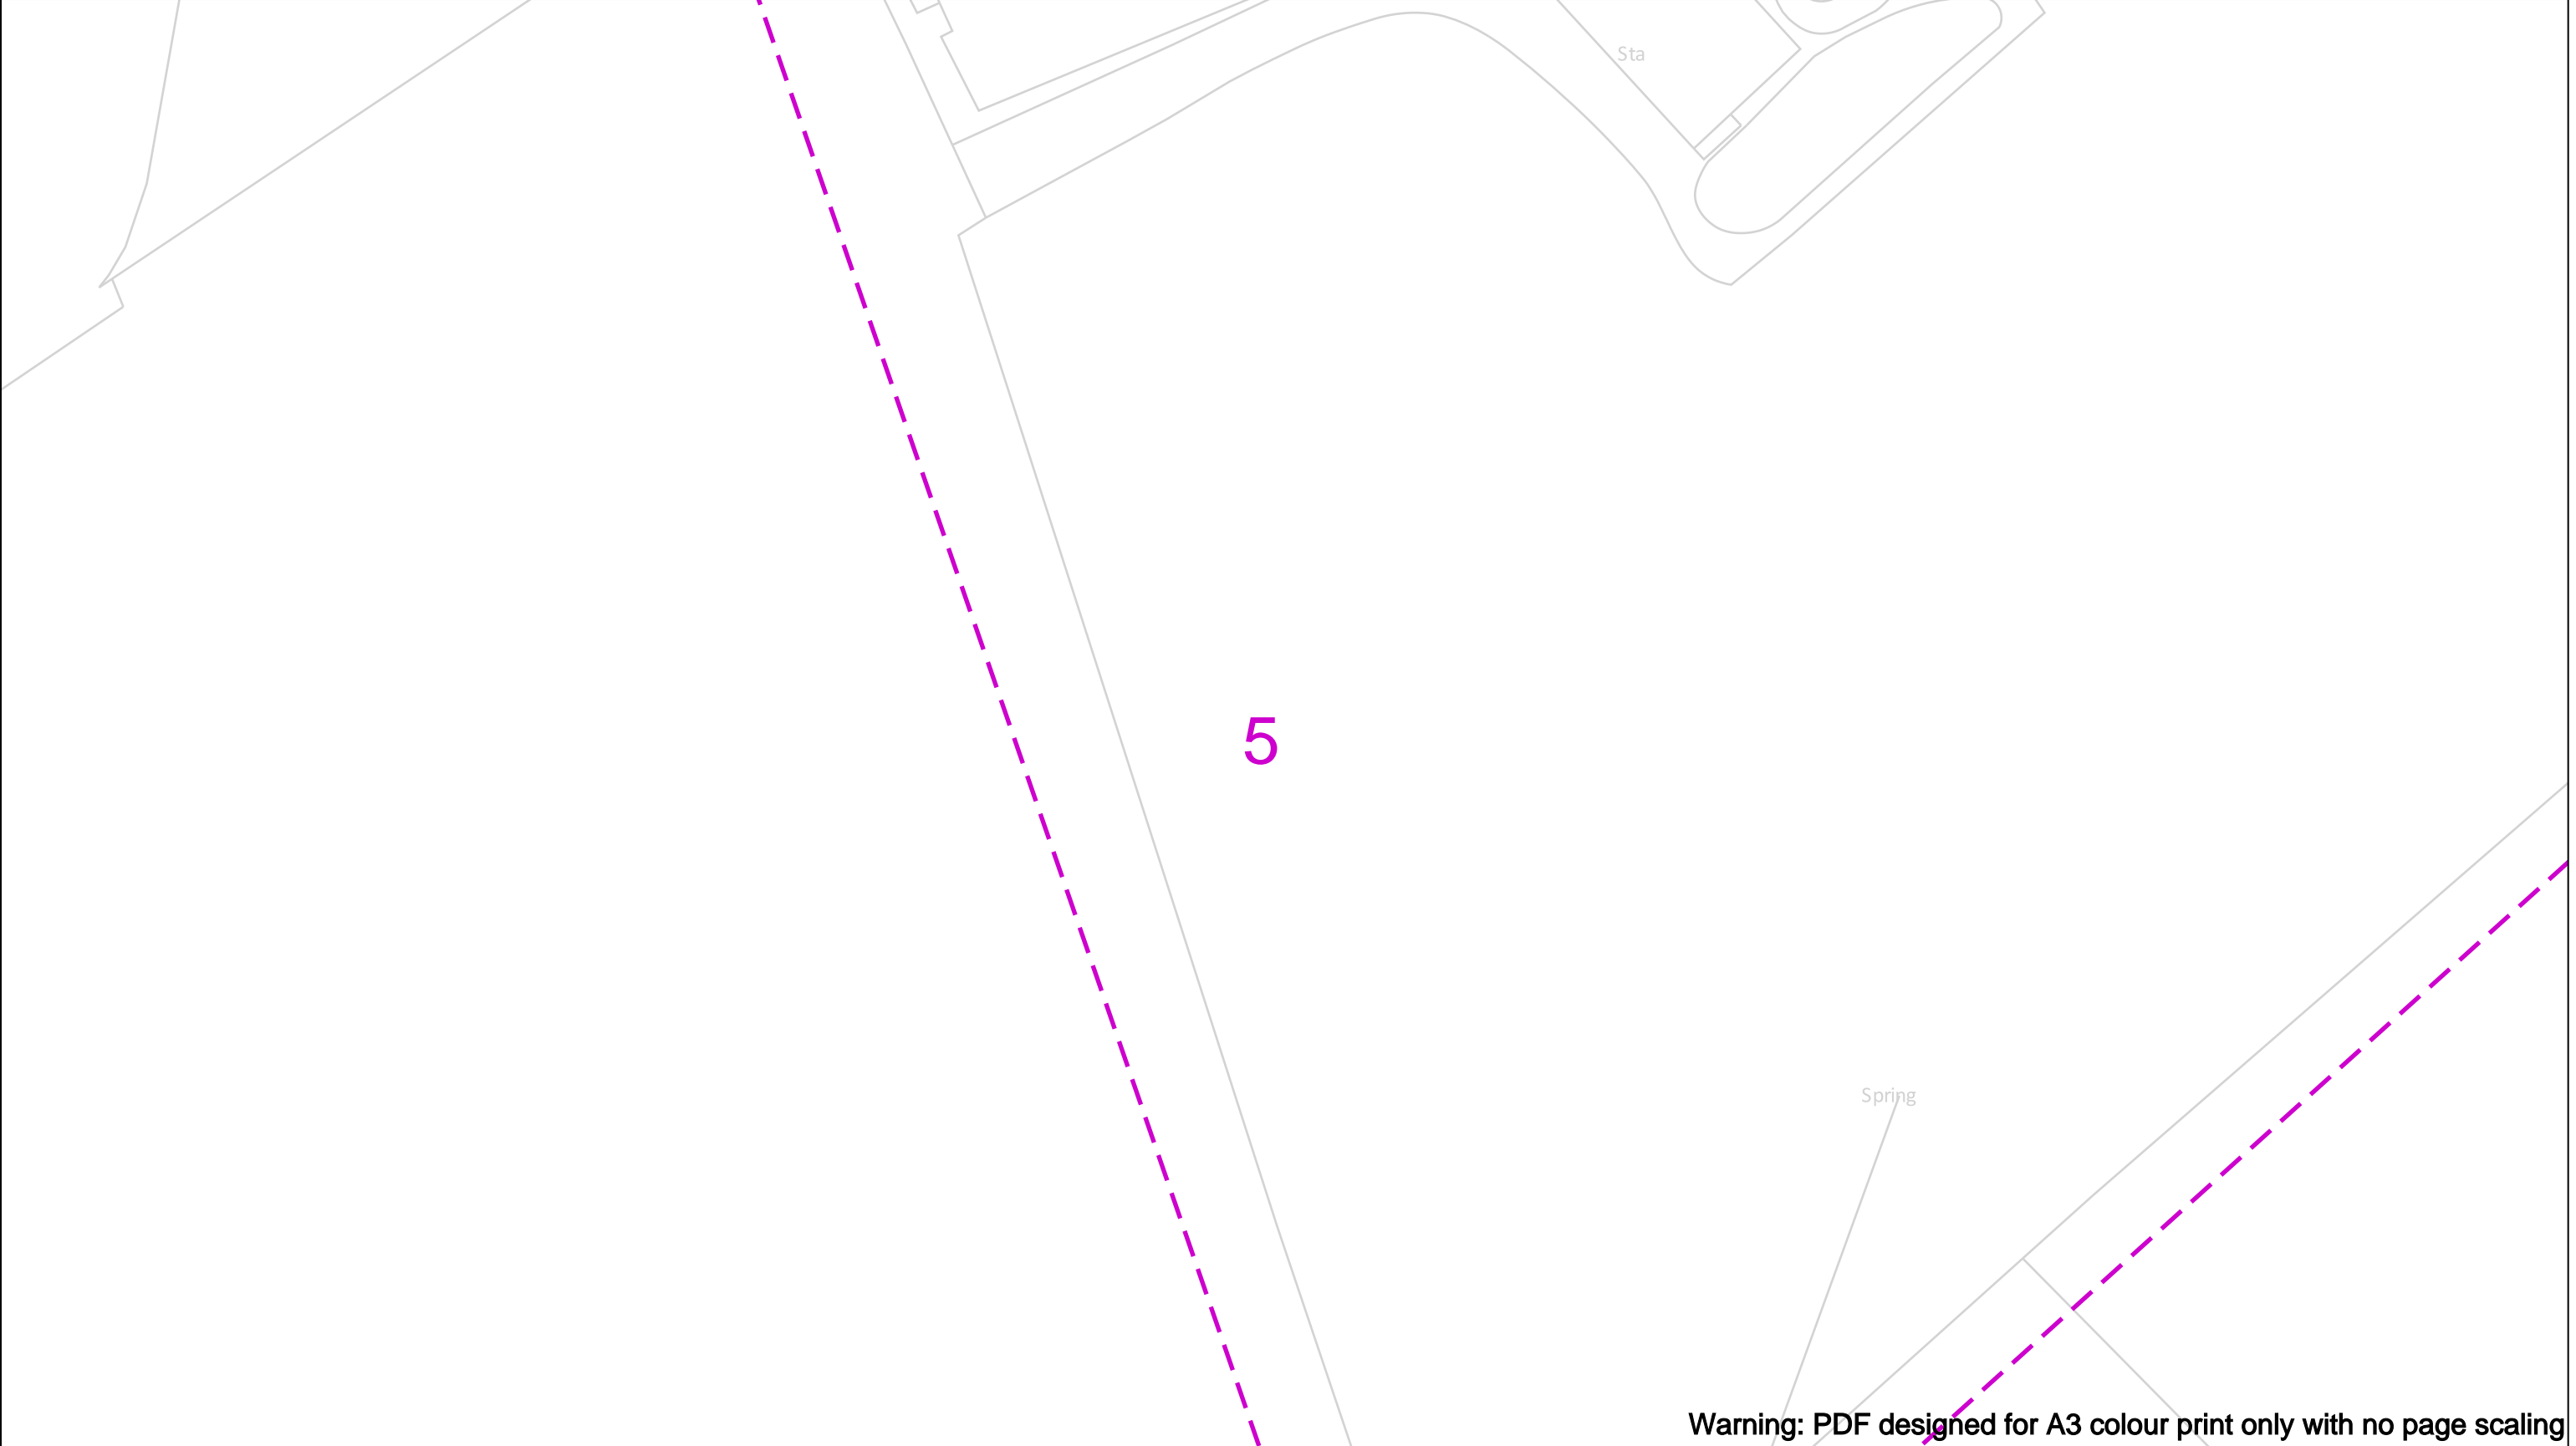 Sta
5
Spring
Warning: PDF designed for A3 colour print only with no page scaling